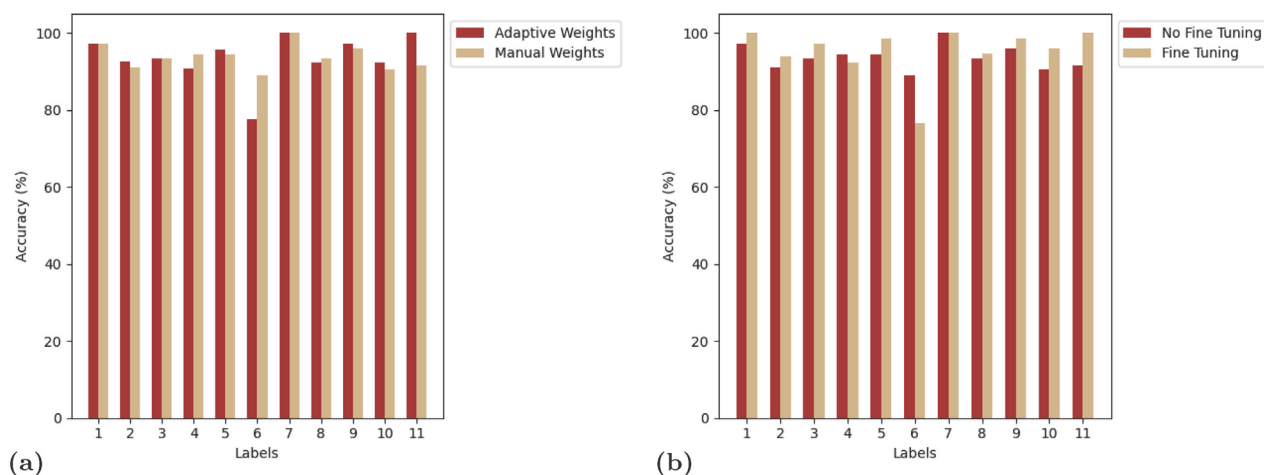 100
80
60
40
20
0
Accuracy (%)
1 2 3 4 5 6 7 8 9 10 11
Labels
Adaptive Weights
Manual Weights
(a)
100
80
60
40
20
0
Accuracy (%)
1 2 3 4 5 6 7 8 9 10 11
Labels
No Fine Tuning
Fine Tuning
(b)